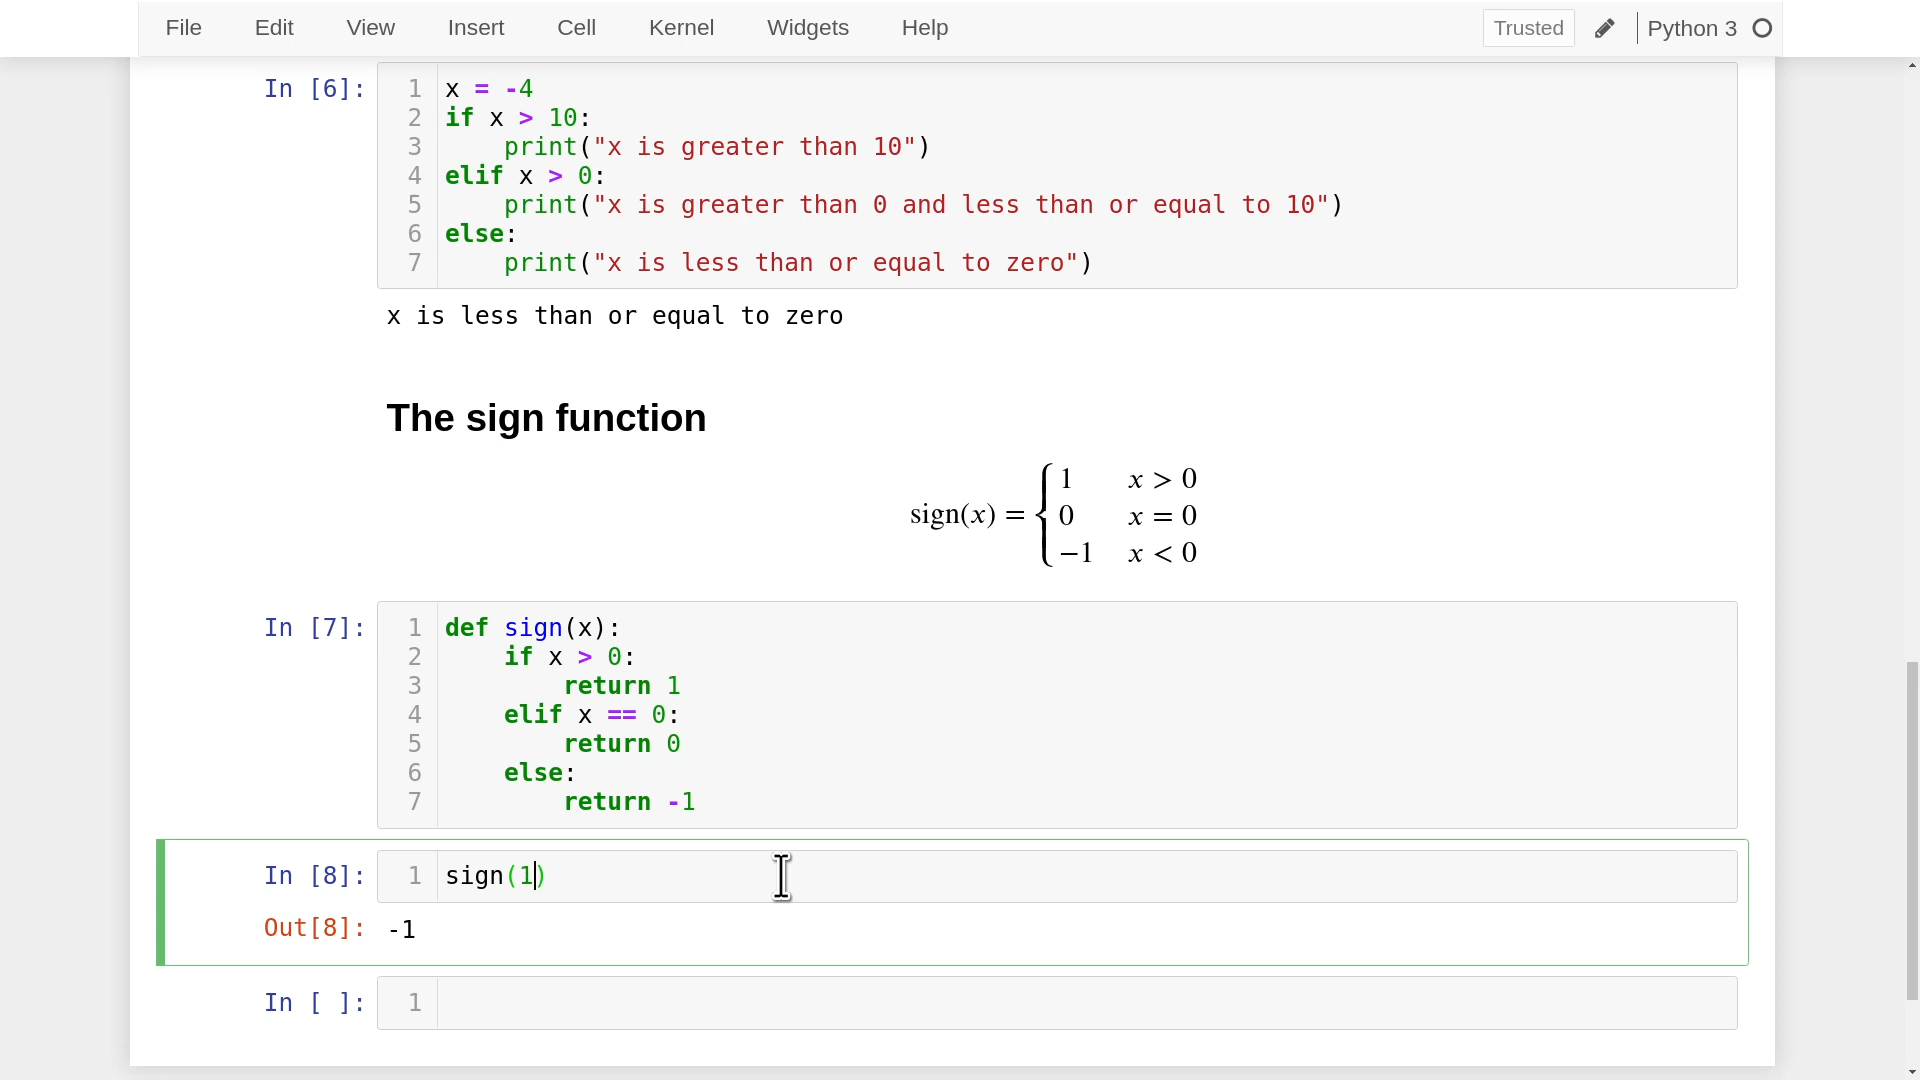 File Edit View Insert Cell Kernel Widgets Help Trusted Python 3
In [6]:
1 x = -4
2 if x > 10:
3     print("x is greater than 10")
4 elif x > 0:
5     print("x is greater than 0 and less than or equal to 10")
6 else:
7     print("x is less than or equal to zero")
x is less than or equal to zero
The sign function
sign(x) = { 1 x > 0
0 x = 0
−1 x < 0
In [7]:
1 def sign(x):
2     if x > 0:
3         return 1
4     elif x == 0:
5         return 0
6     else:
7         return -1
In [8]: 1 sign(1)
Out[8]: -1
In [ ]: 1